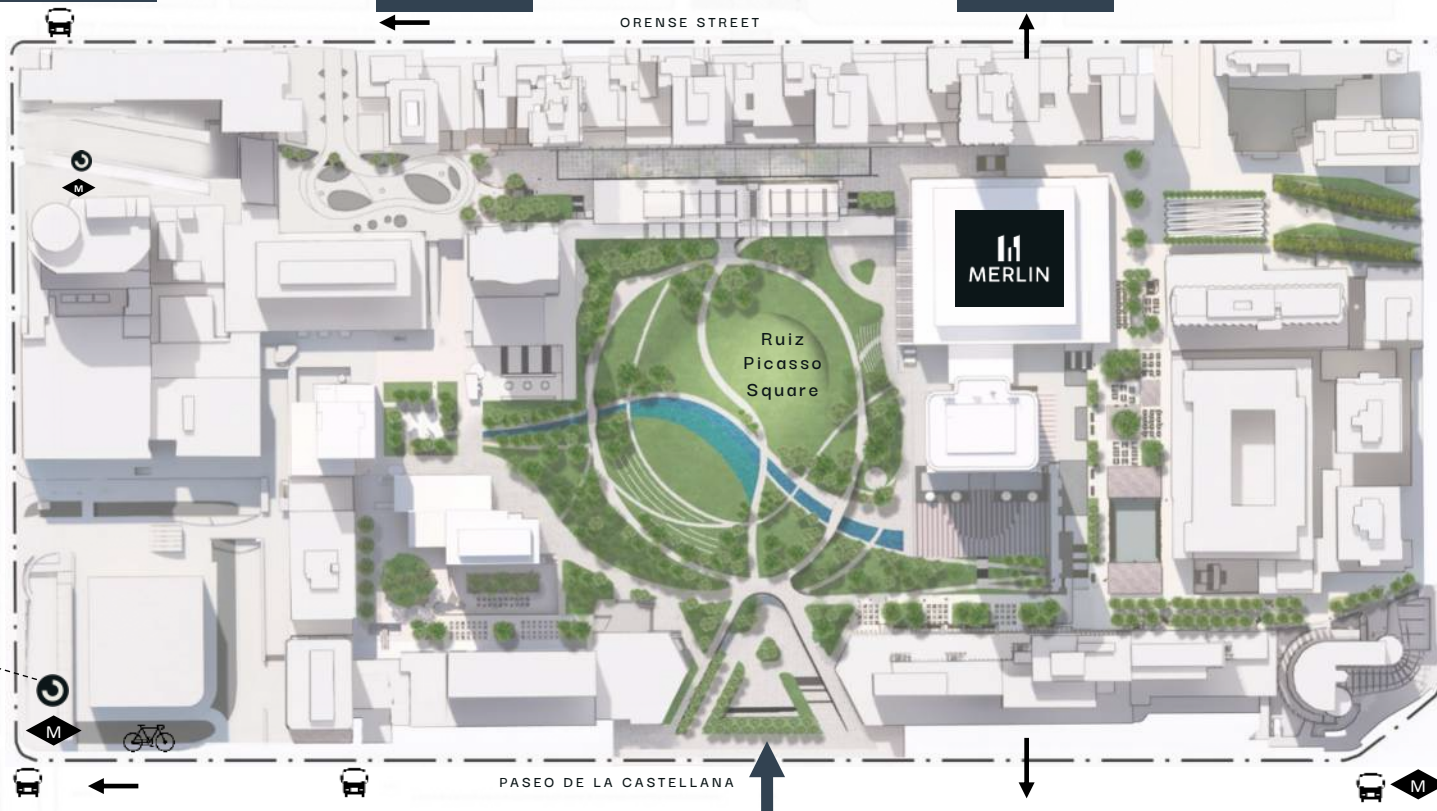 ORENSE STREET
M
MERLIN
Ruiz
Picasso
Square
M
PASEO DE LA CASTELLANA
M